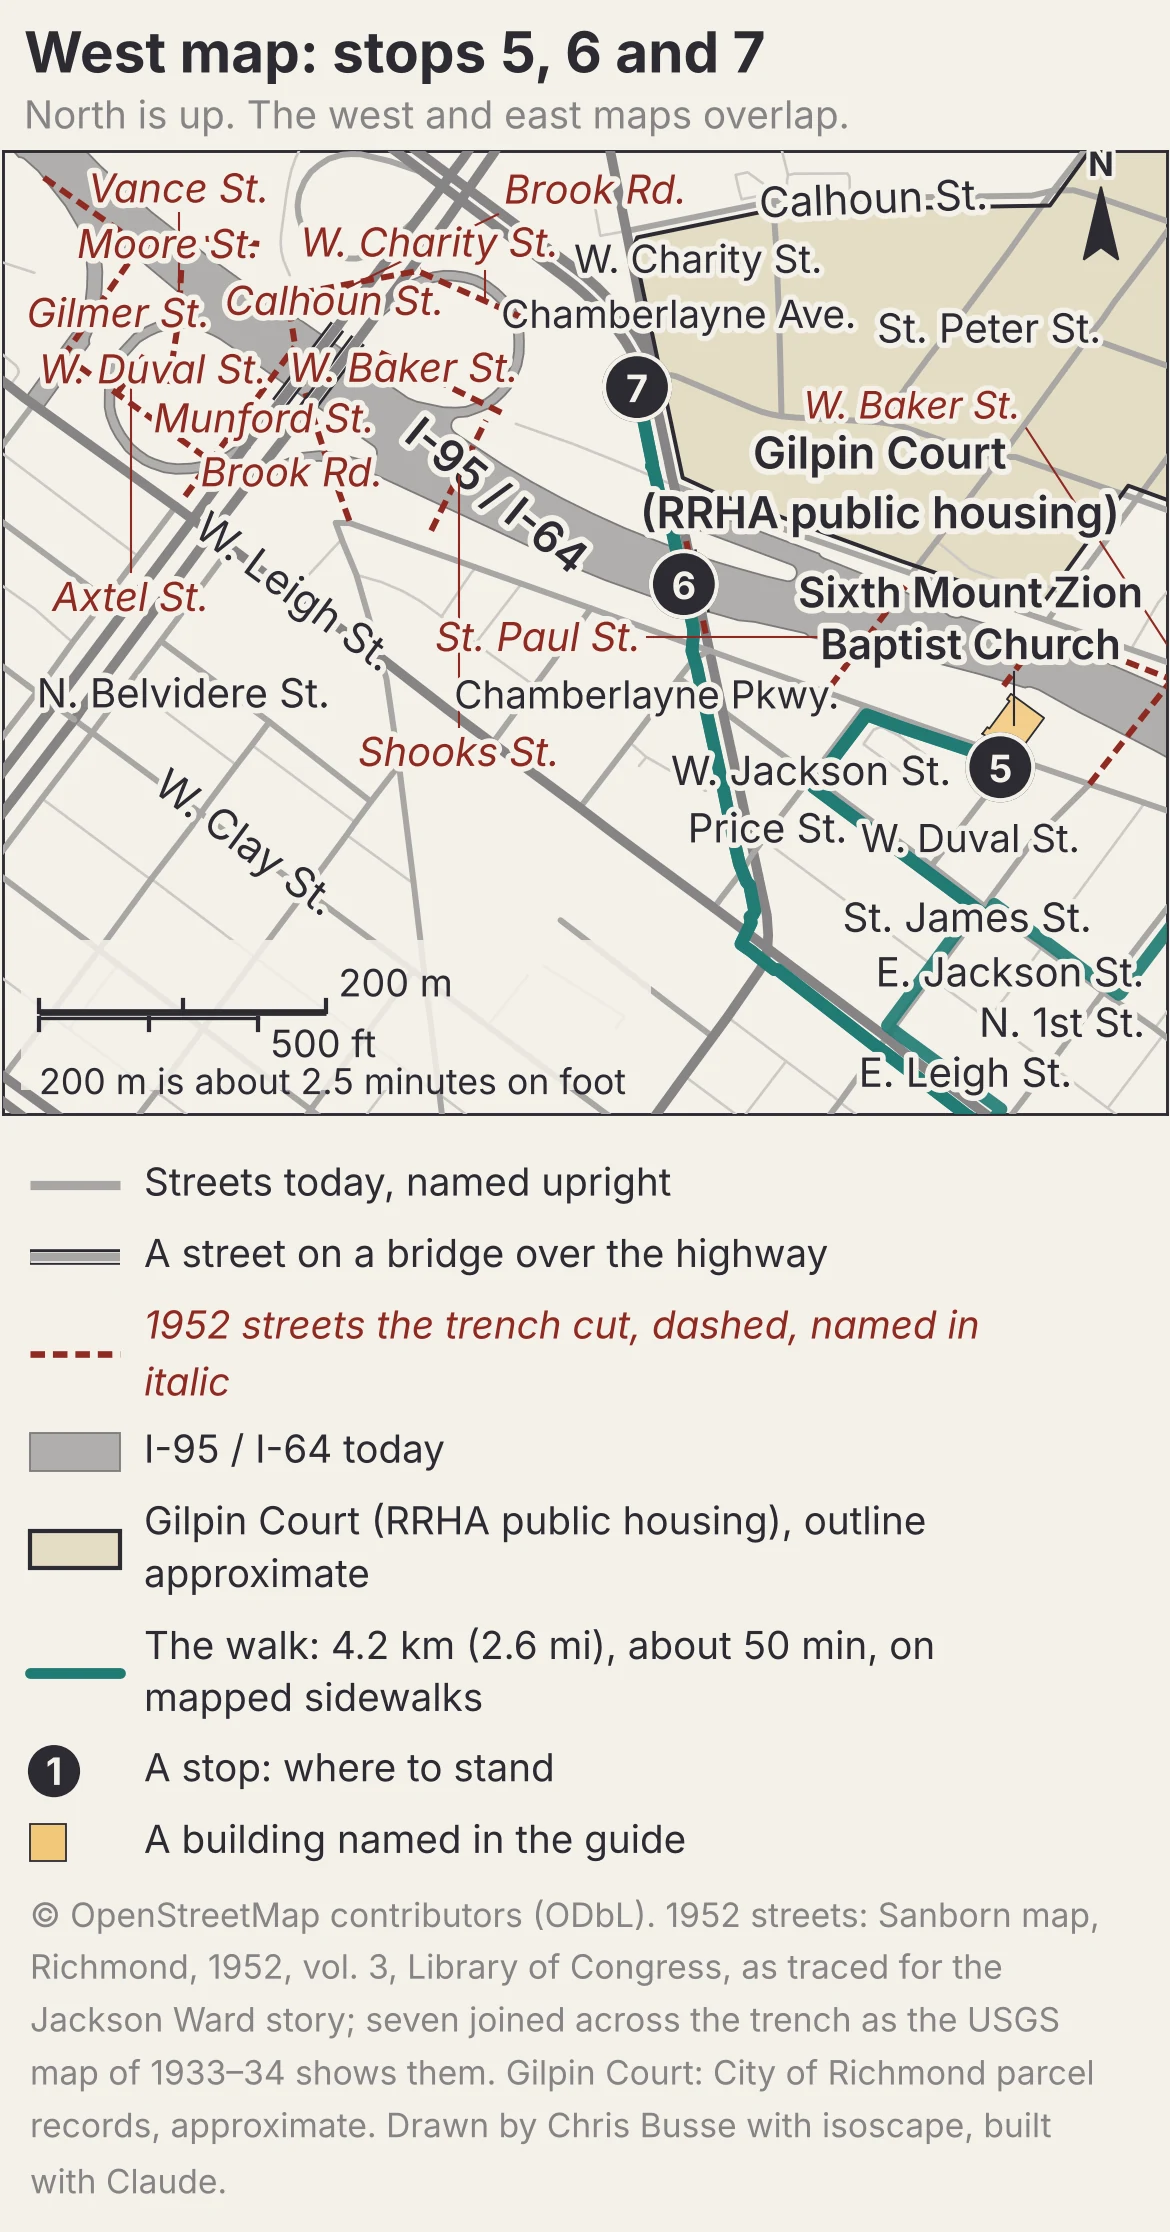 West map: stops 5, 6 and 7
North is up. The west and east maps overlap.
N
Vance St.
Brook Rd.
Calhoun St.
Moore St.
W. Charity St.
W. Charity St.
Gilmer St.
Calhoun St.
Chamberlayne Ave.
St. Peter St.
W. Duval St.
W. Baker St.
7
W. Baker St.
Munford St.
I-95 / I-64
Gilpin Court
Brook Rd.
(RRHA public housing)
W. Leigh St.
6
Sixth Mount Zion
Baptist Church
Axtel St.
St. Paul St.
N. Belvidere St.
Chamberlayne Pkwy.
Shooks St.
W. Jackson St.
5
W. Clay St.
Price St.
W. Duval St.
St. James St.
E. Jackson St.
200 m
N. 1st St.
500 ft
E. Leigh St.
200 m is about 2.5 minutes on foot
Streets today, named upright
A street on a bridge over the highway
1952 streets the trench cut, dashed, named in
italic
I-95 / I-64 today
Gilpin Court (RRHA public housing), outline
approximate
The walk: 4.2 km (2.6 mi), about 50 min, on
mapped sidewalks
1
A stop: where to stand
A building named in the guide
© OpenStreetMap contributors (ODbL). 1952 streets: Sanborn map,
Richmond, 1952, vol. 3, Library of Congress, as traced for the
Jackson Ward story; seven joined across the trench as the USGS
map of 1933–34 shows them. Gilpin Court: City of Richmond parcel
records, approximate. Drawn by Chris Busse with isoscape, built
with Claude.